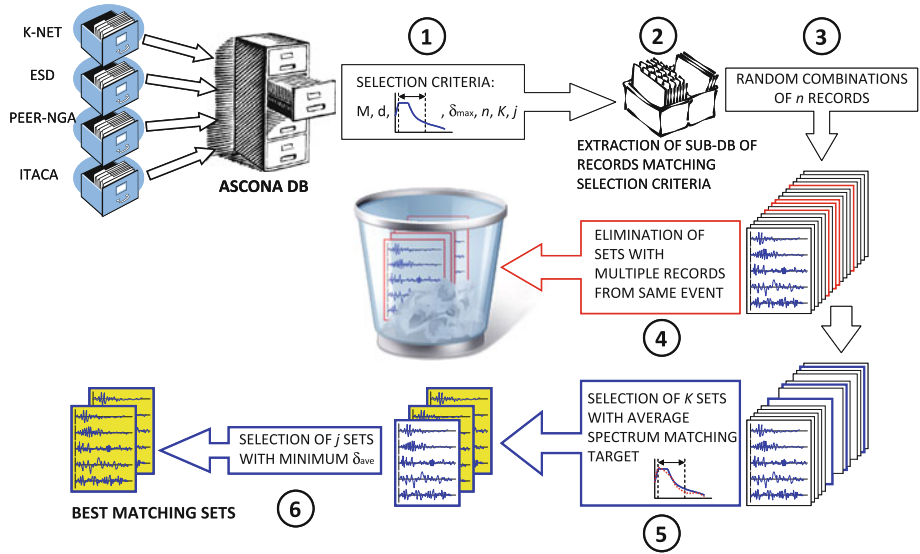 K-NET
ESD
PEER-NGA
ITACA
ASCONA DB
1
SELECTION CRITERIA:
M, d, , δmax, n, K, j
2
EXTRACTION OF SUB-DB OF
RECORDS MATCHING
SELECTION CRITERIA
3
RANDOM COMBINATIONS
OF n RECORDS
ELIMINATION OF
SETS WITH
MULTIPLE RECORDS
FROM SAME EVENT
4
SELECTION OF K SETS
WITH AVERAGE
SPECTRUM MATCHING
TARGET
5
SELECTION OF j SETS
WITH MINIMUM δave
6
BEST MATCHING SETS